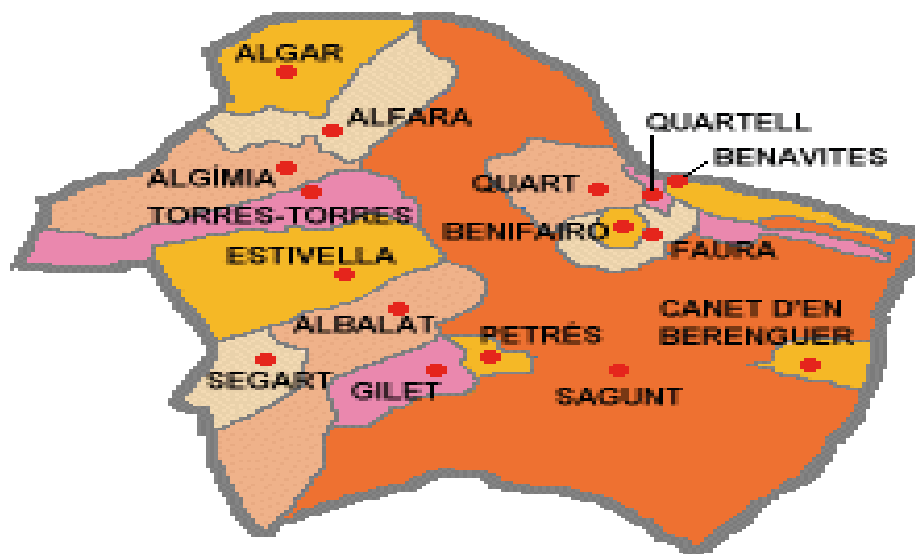 ALGAR
ALFARA
QUARTELL
BENAVITES
ALGÍMIA
QUART
TORRES-TORRES
BENIFAIRÓ
FAURA
ESTIVELLA
CANET D'EN
BERENGUER
ALBALAT
PETRÉS
SEGART
GILET
SAGUNT